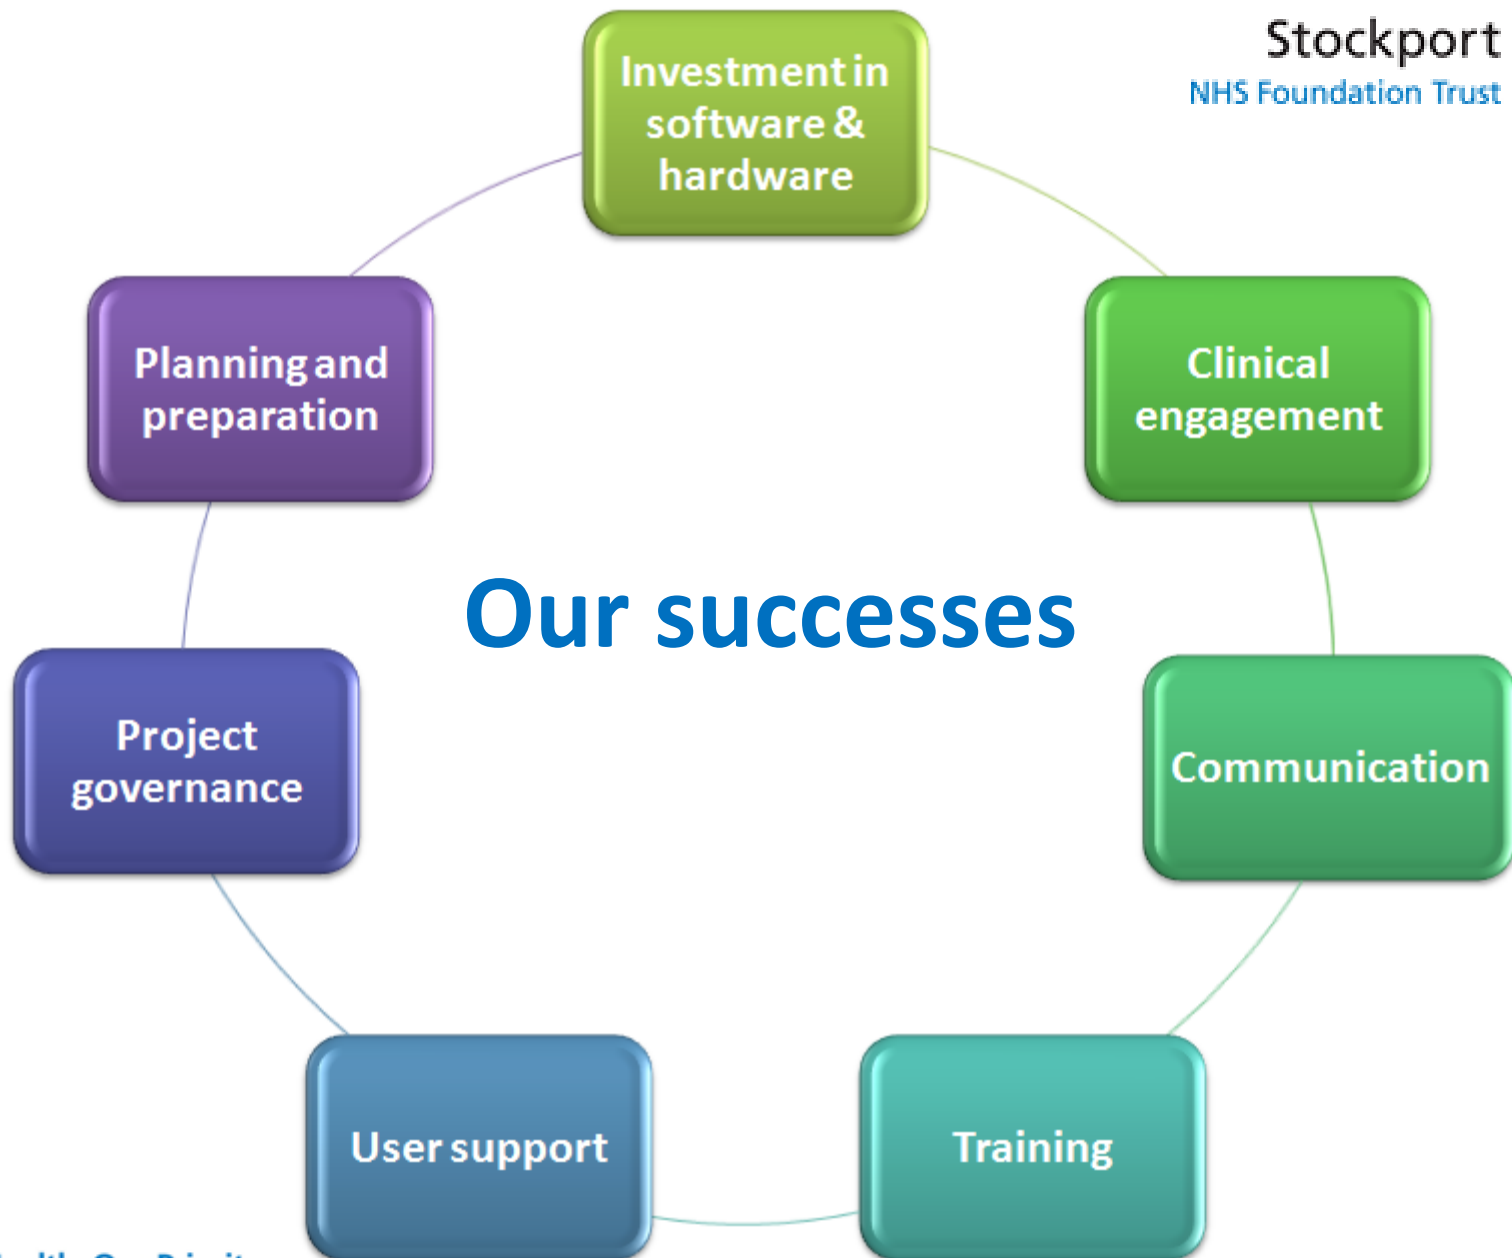 Stockport
NHS Foundation Trust
Investment in
software &
hardware
Clinical
engagement
Communication
Training
User support
Project
governance
Planning and
preparation
Our successes